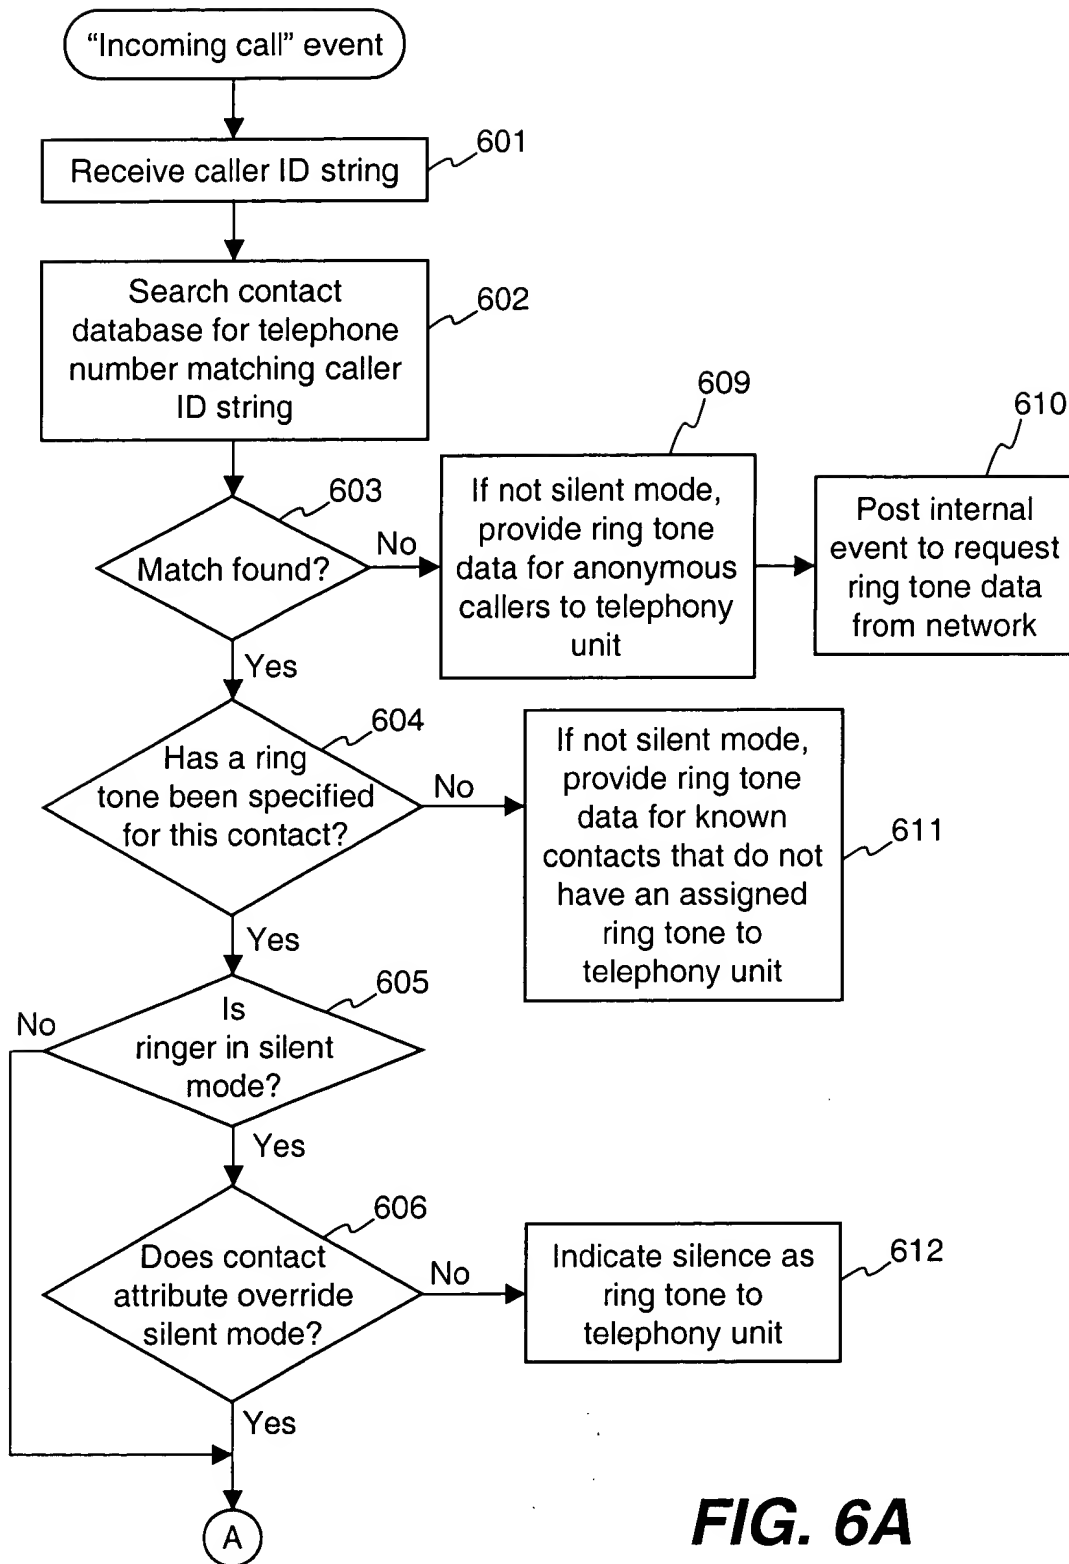 “Incoming call” event
601
Receive caller ID string
602
Search contact
database for telephone
number matching caller
ID string
603
Match found?
No
609
If not silent mode,
provide ring tone
data for anonymous
callers to telephony
unit
610
Post internal
event to request
ring tone data
from network
Yes
604
Has a ring
tone been specified
for this contact?
No
If not silent mode,
provide ring tone
data for known
contacts that do not
have an assigned
ring tone to
telephony unit
611
Yes
605
Is
ringer in silent
mode?
No
Yes
606
Does contact
attribute override
silent mode?
No
Indicate silence as
ring tone to
telephony unit
612
Yes
A
FIG. 6A